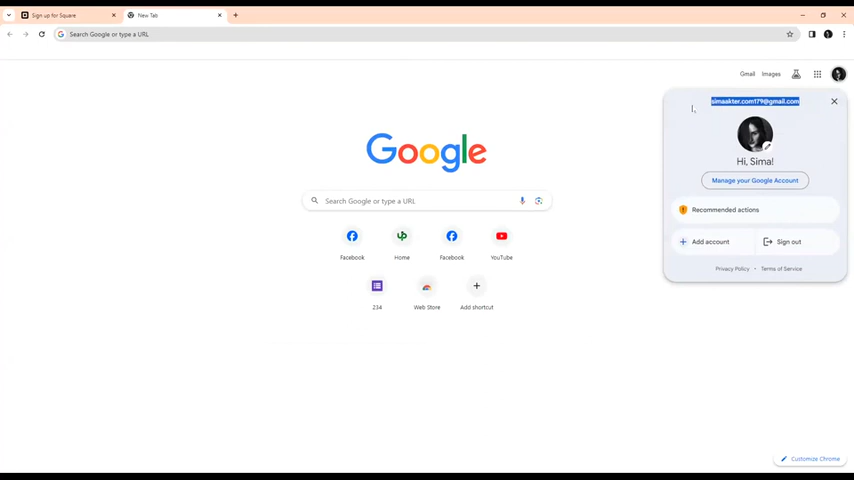 Sign up for Square
New Tab
Search Google or type a URL
Gmail Images
simaakter.com179@gmail.com
Hi, Sima!
Manage your Google Account
Recommended actions
Add account
Sign out
Privacy Policy • Terms of Service
Google
Search Google or type a URL
Facebook Home Facebook YouTube
234 Web Store Add shortcut
Customize Chrome